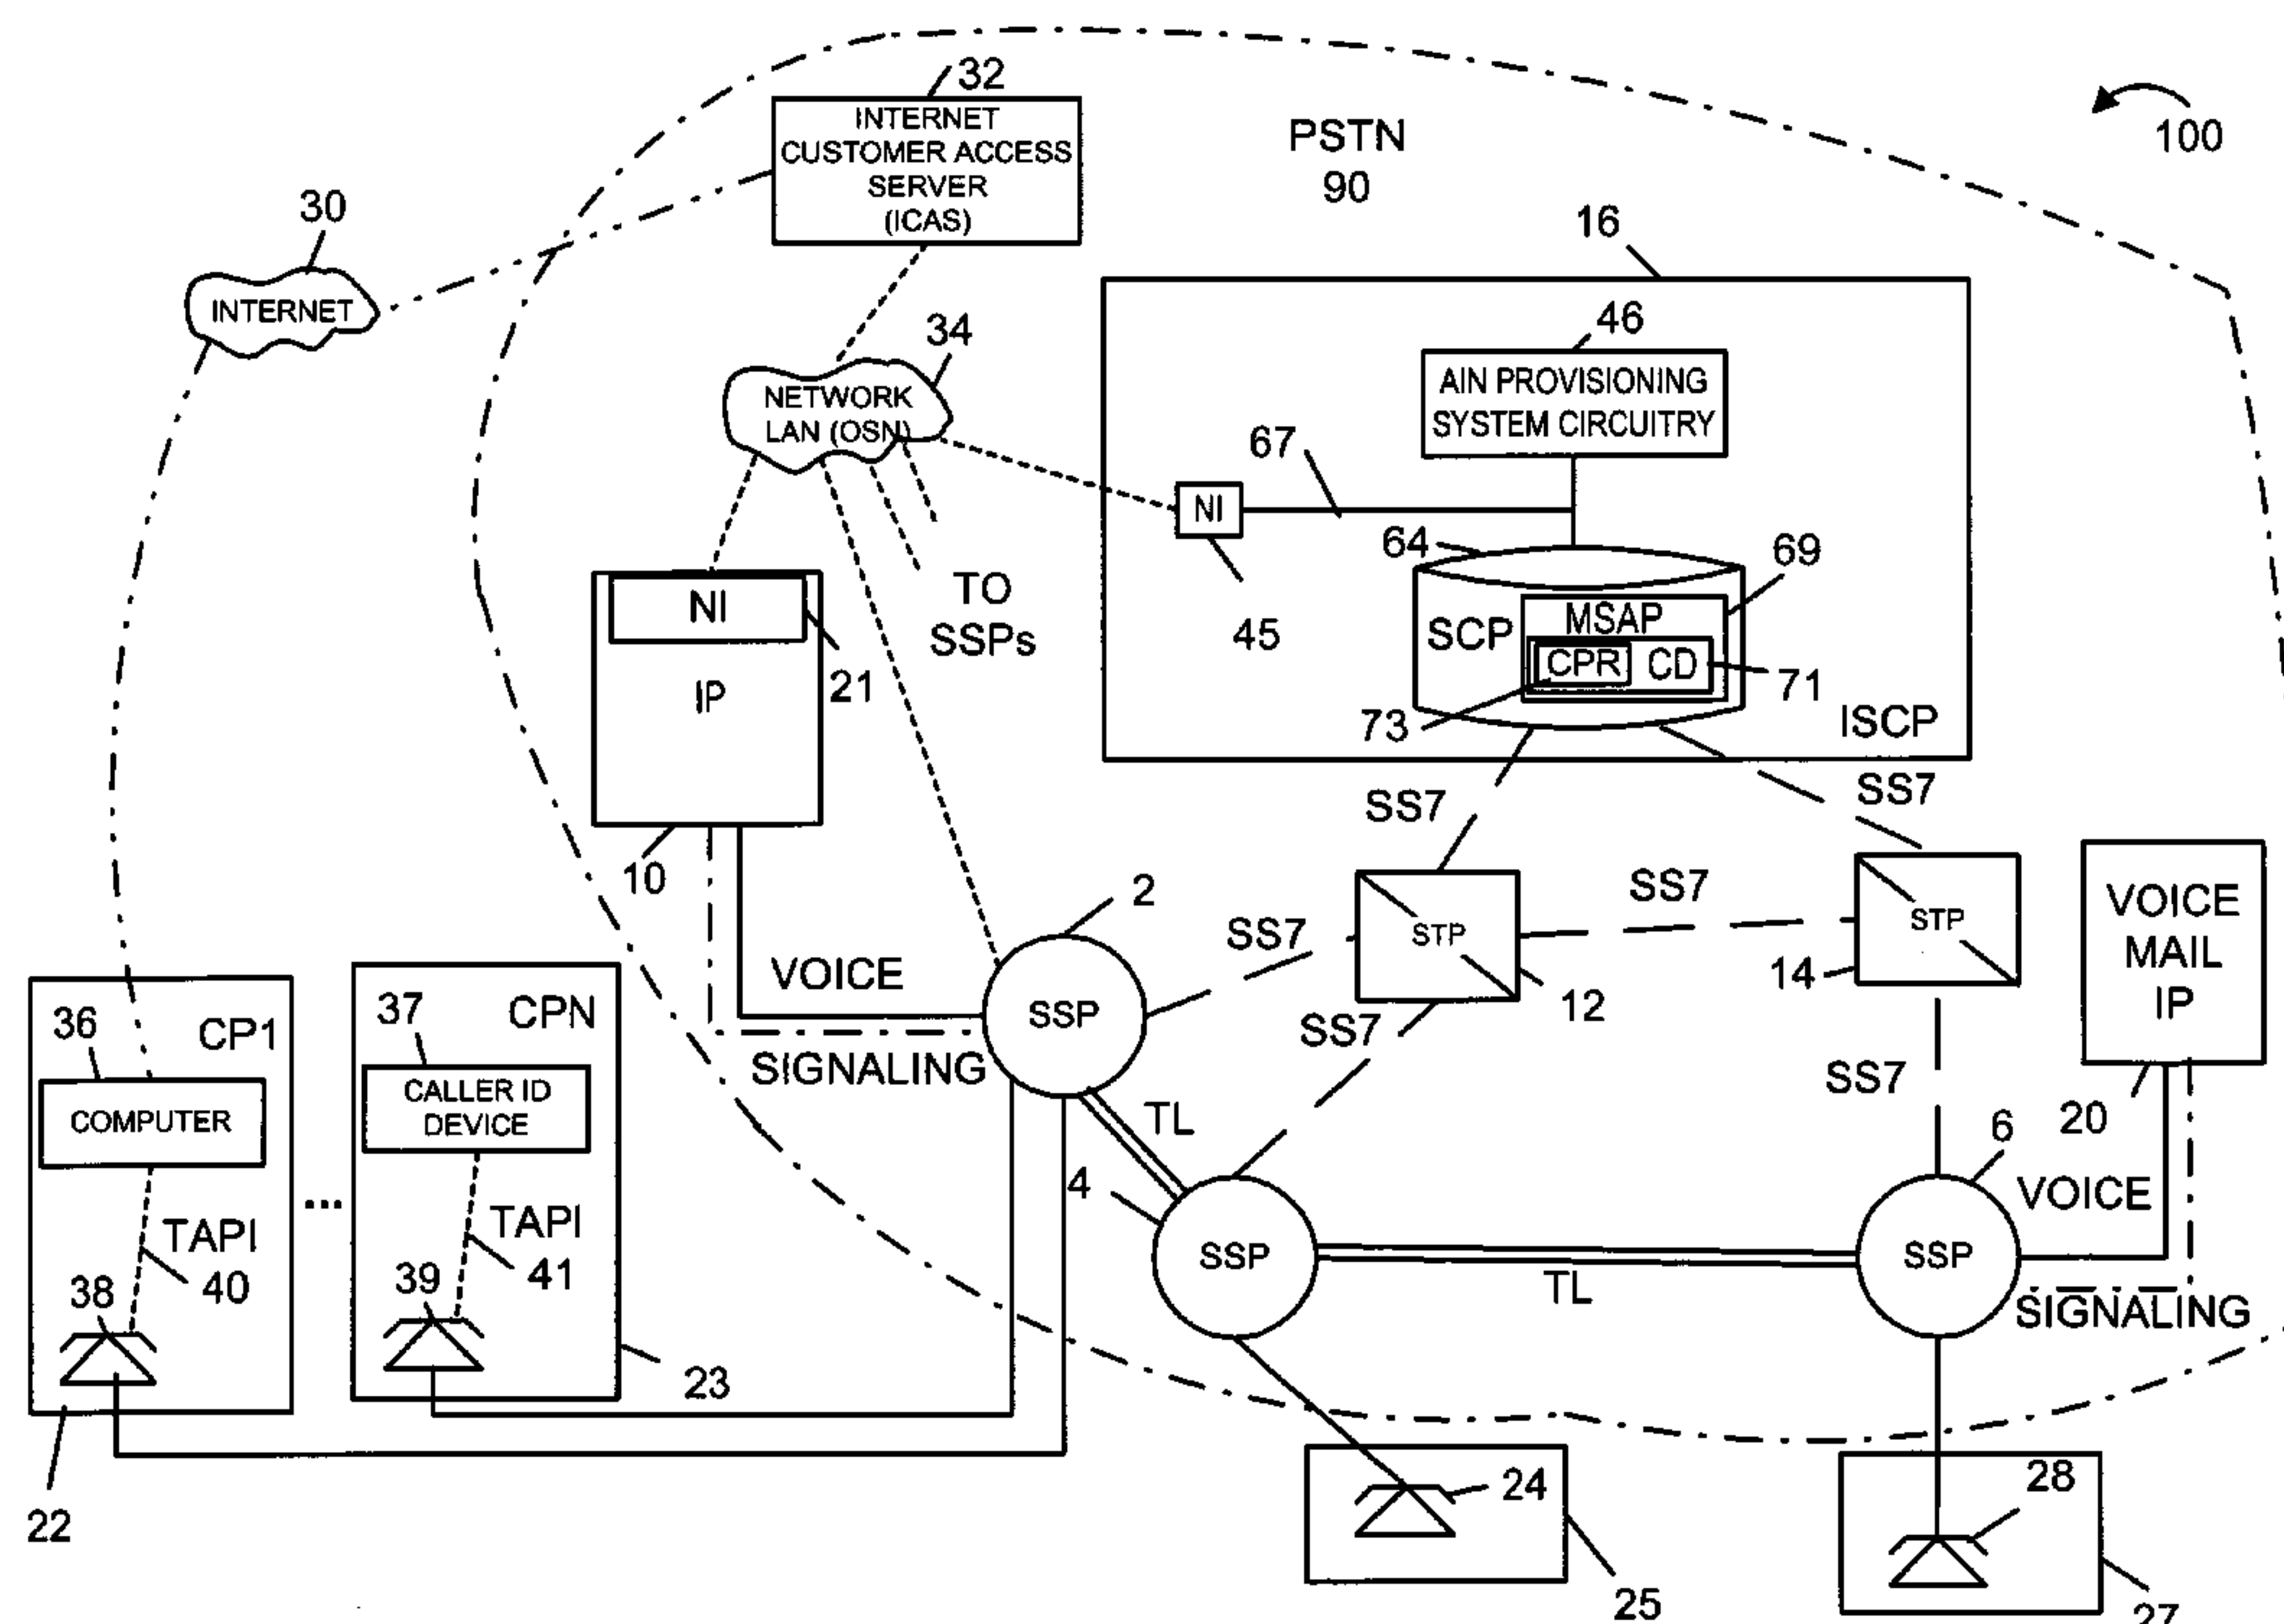 32
INTERNET
CUSTOMER ACCESS
SERVER
(ICAS)
PSTN
90
100
30
INTERNET
16
34
NETWORK
LAN (OSN)
46
AIN PROVISIONING
SYSTEM CIRCUITRY
67
NI
45
64
69
SCP
MSAP
CPR
CD
71
73
ISCP
NI
21
IP
TO
SSPs
10
SS7
SS7
2
SS7
SS7
STP
12
STP
14
VOICE
MAIL
IP
20
VOICE
SIGNALING
SSP
SS7
SS7
36
CP1
COMPUTER
37
CPN
CALLER ID
DEVICE
TL
4
6
VOICE
...
TAPI
40
TAPI
41
38
39
SSP
TL
SSP
SIGNALING
23
22
24
25
28
27